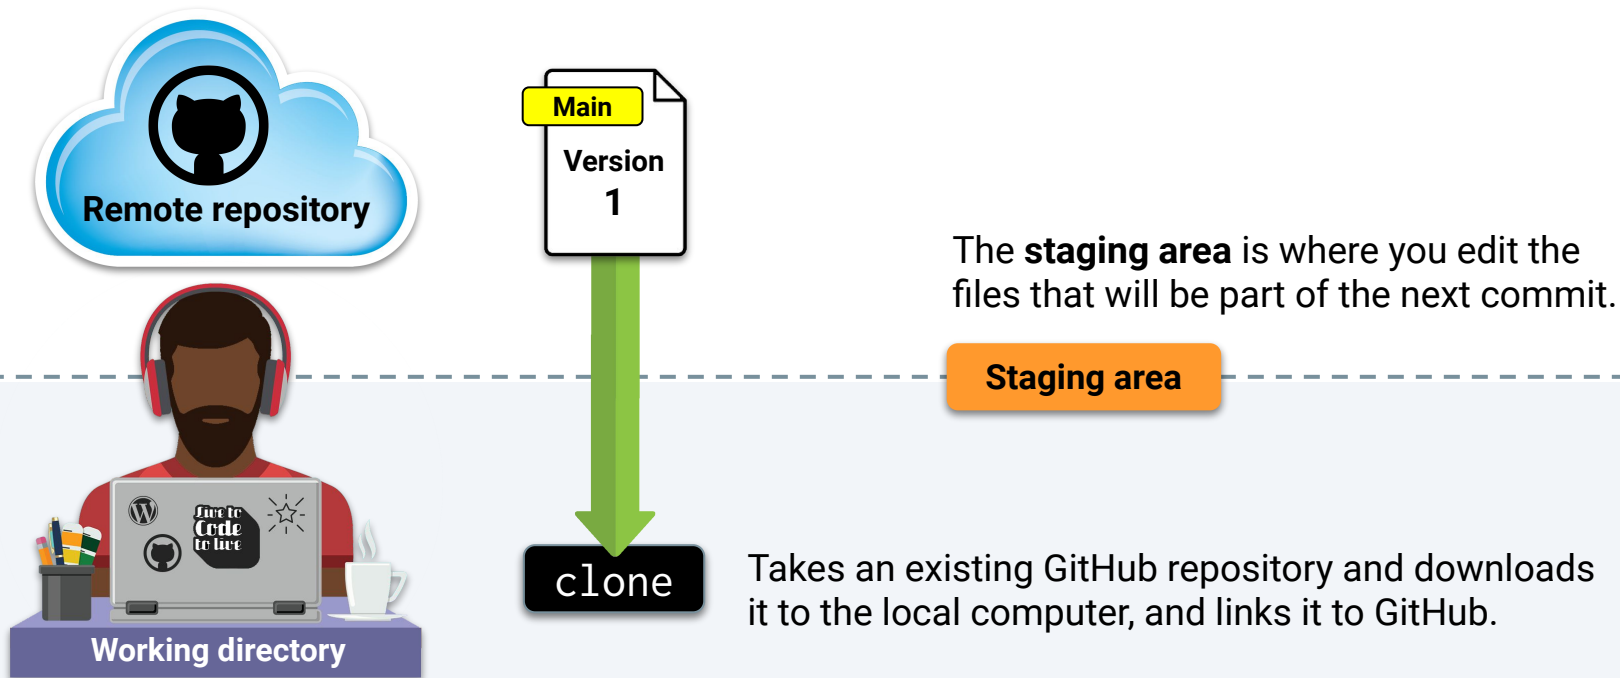 Remote repository
Main
Version
1
The staging area is where you edit the
files that will be part of the next commit.
Staging area
Live to
Code
to live
clone
Takes an existing GitHub repository and downloads
it to the local computer, and links it to GitHub.
Working directory